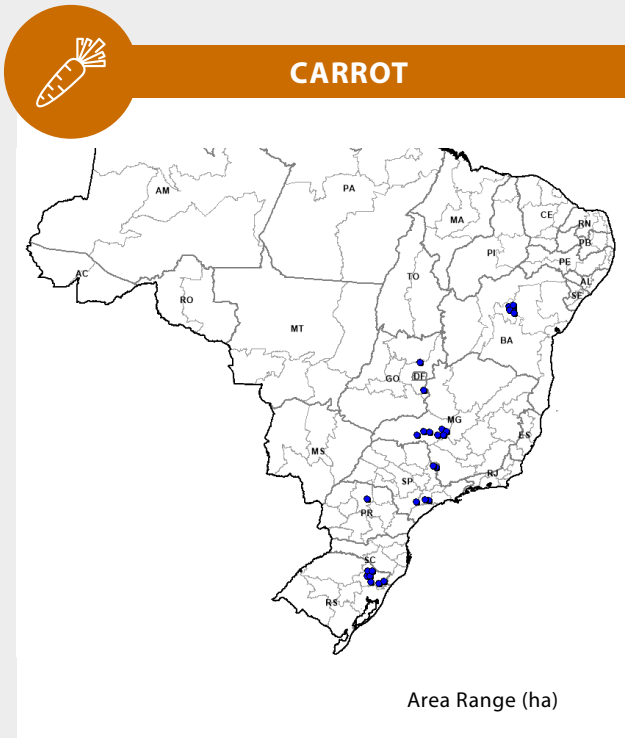 CARROT
AM
PA
MA
CE
RN
PB
PI
PE
AL
SE
AC
RO
TO
MT
BA
GO
DF
MG
ES
MS
SP
RJ
PR
SC
RS
Area Range (ha)